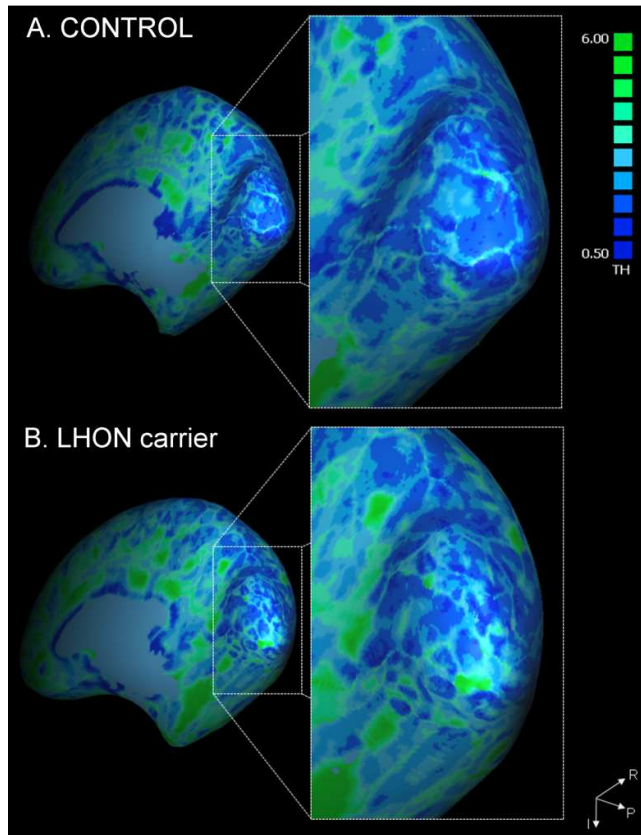 A. CONTROL
6.00
0.50
TH
B. LHON carrier
R
P
I